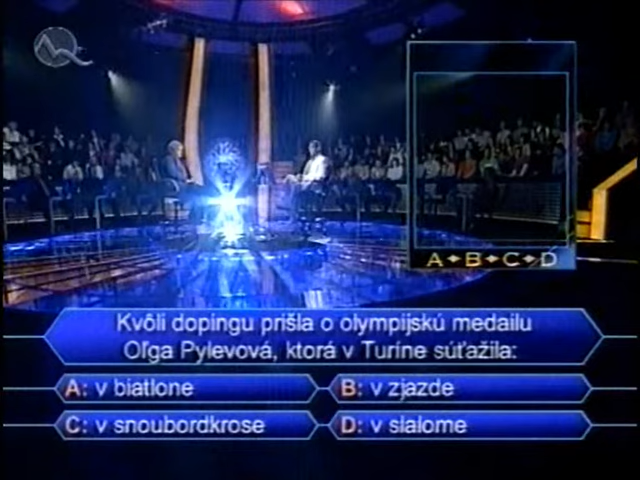 A◆B◆C◆D
Kvôli dopingu prišla o olympijskú medailu
Oľga Pylevová, ktorá v Turíne súťažila:
A: v biatlone
B: v zjazde
C: v snoubordkrose
D: v slalome